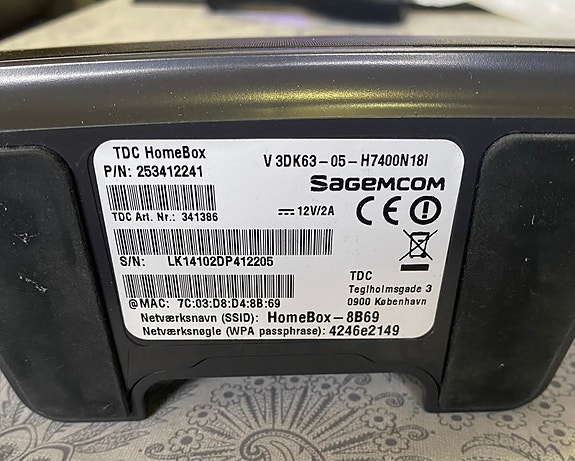 TDC HomeBox
V 3DK63-05-H7400N18I
P/N: 253412241
SAGEMCOM
TDC Art. Nr.: 341386
12V/2A
CE
S/N: LK14102DP412205
TDC
Teglholmsgade 3
0900 København
@MAC: 7C:03:D8:D4:8B:69
Netværksnavn (SSID): HomeBox-8B69
Netværksnøgle (WPA passphrase): 4246e2149